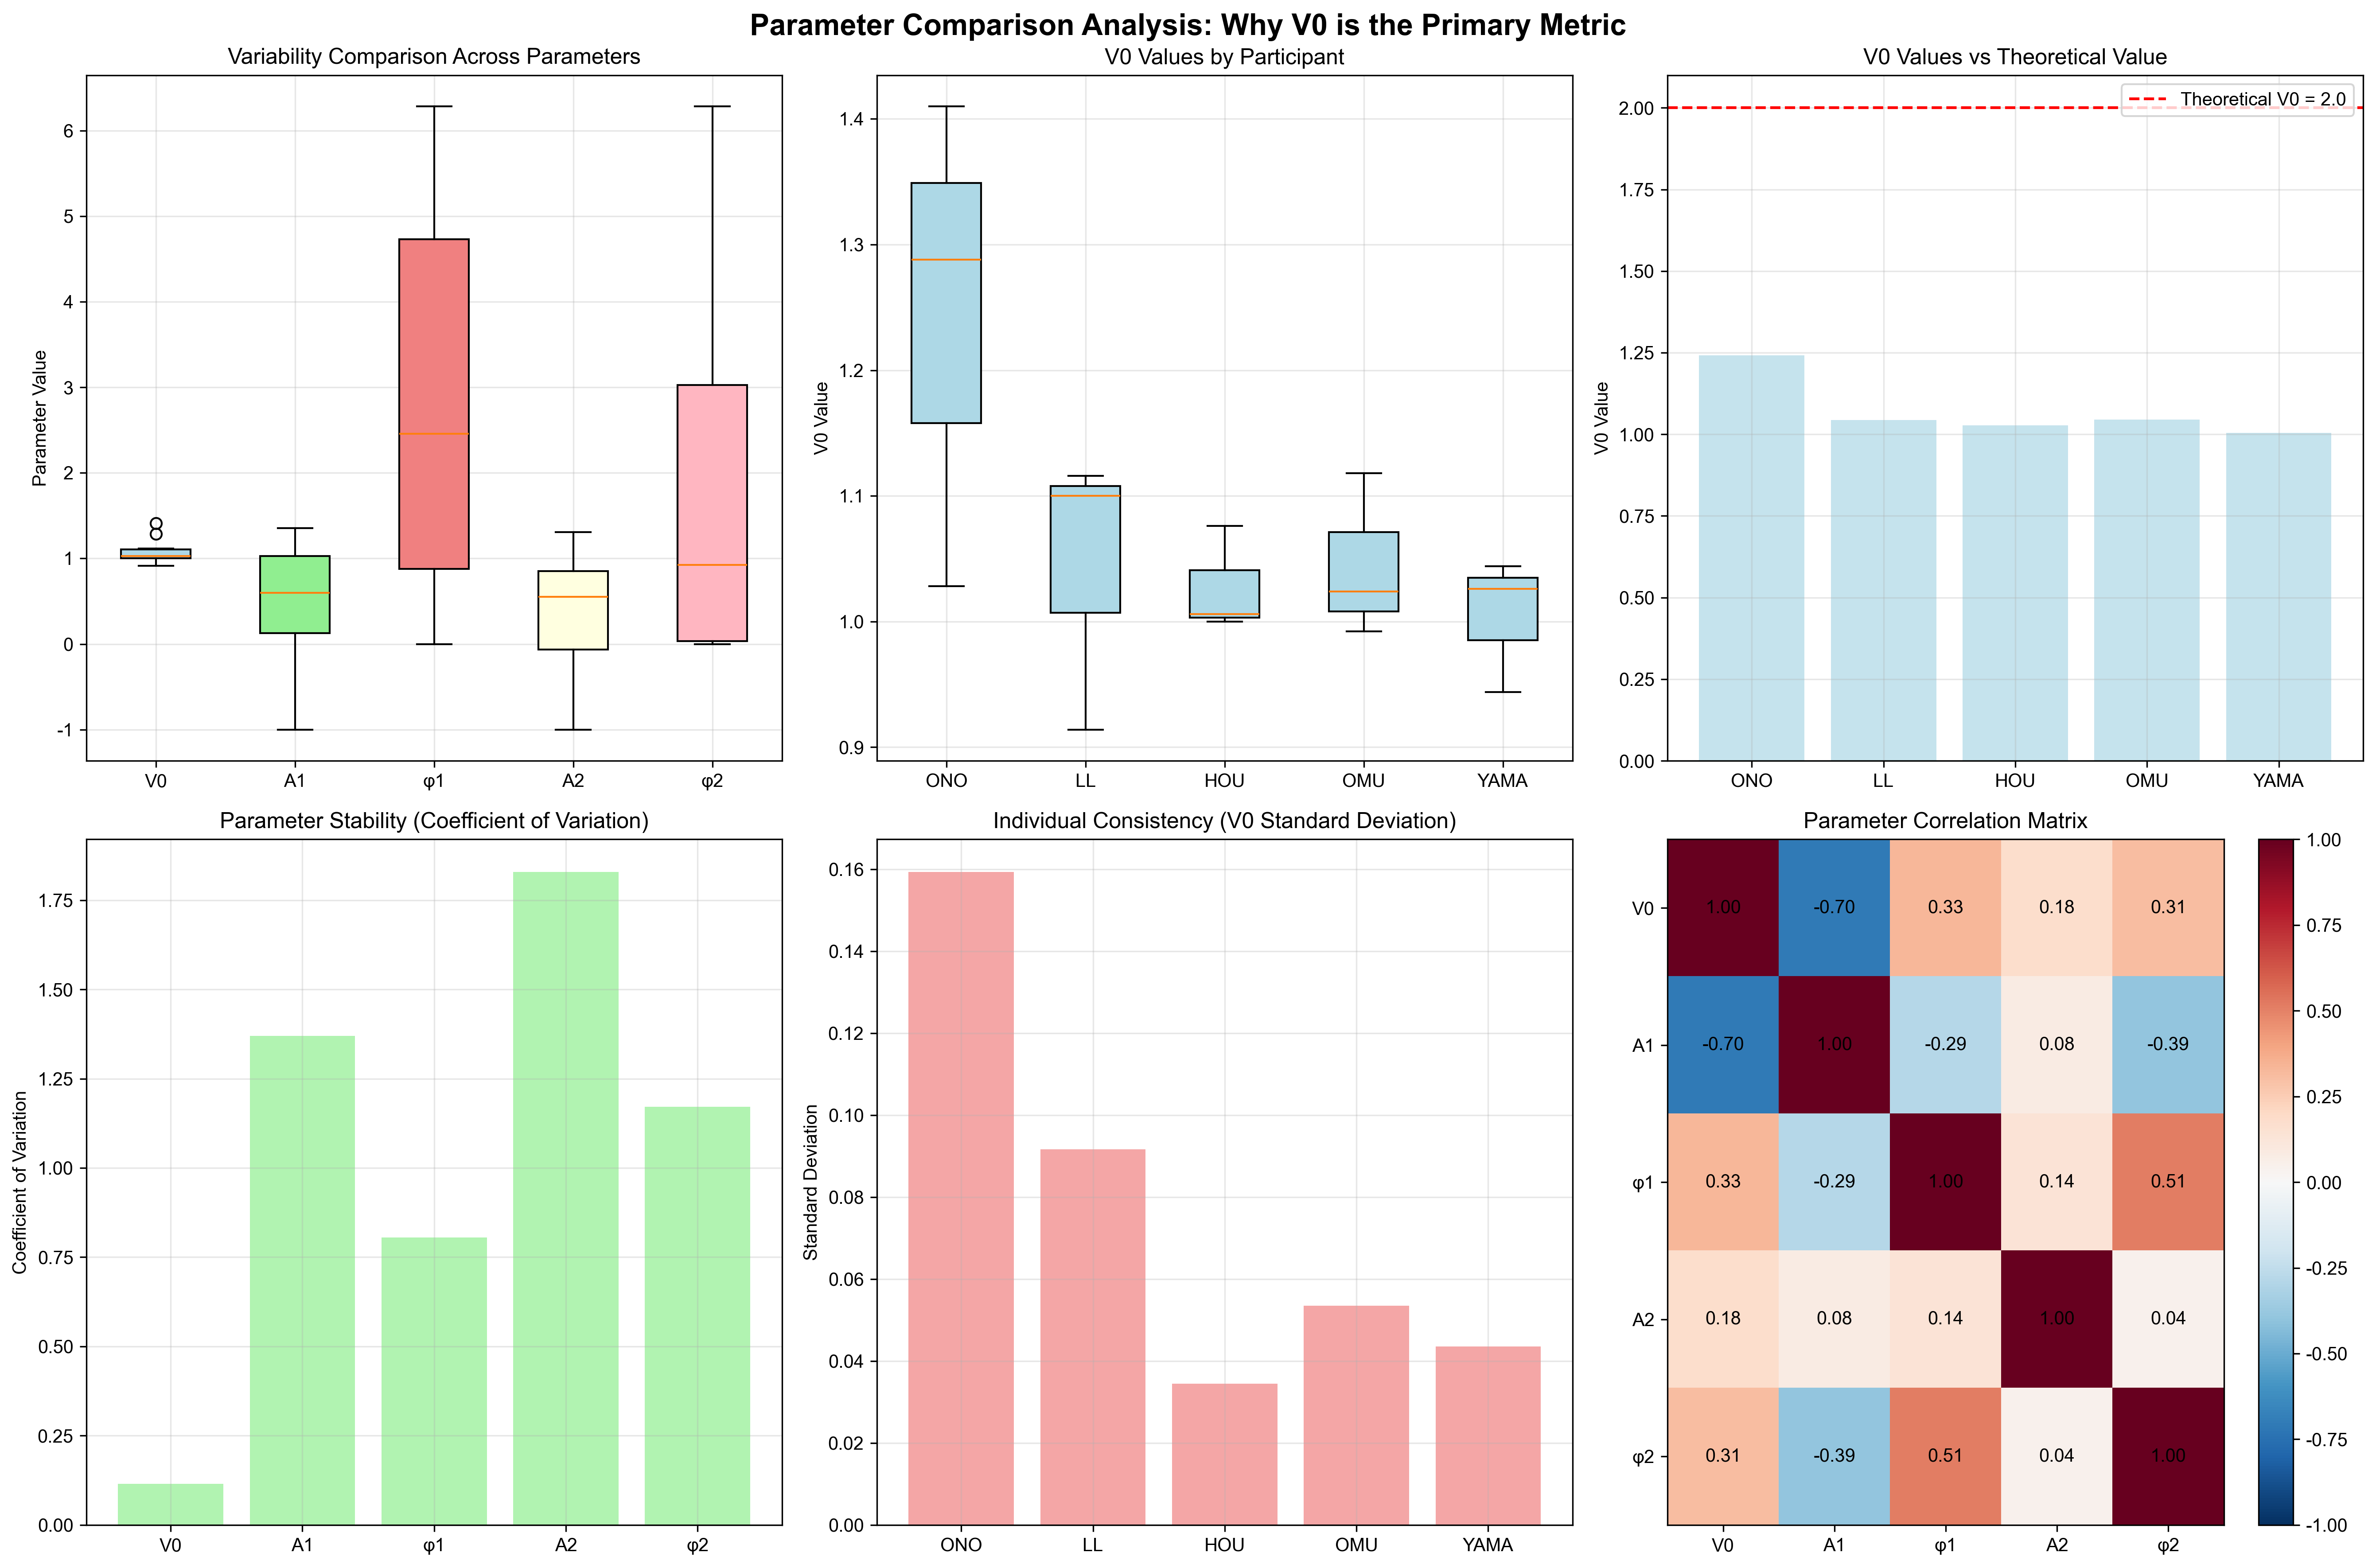 Parameter Comparison Analysis: Why V0 is the Primary Metric
Variability Comparison Across Parameters
Parameter Value
6
5
4
3
2
1
0
-1
V0 A1 φ1 A2 φ2
V0 Values by Participant
V0 Value
1.4
1.3
1.2
1.1
1.0
0.9
ONO LL HOU OMU YAMA
V0 Values vs Theoretical Value
Theoretical V0 = 2.0
V0 Value
2.00
1.75
1.50
1.25
1.00
0.75
0.50
0.25
0.00
ONO LL HOU OMU YAMA
Parameter Stability (Coefficient of Variation)
Coefficient of Variation
1.75
1.50
1.25
1.00
0.75
0.50
0.25
0.00
V0 A1 φ1 A2 φ2
Individual Consistency (V0 Standard Deviation)
Standard Deviation
0.16
0.14
0.12
0.10
0.08
0.06
0.04
0.02
0.00
ONO LL HOU OMU YAMA
Parameter Correlation Matrix
V0 1.00 -0.70 0.33 0.18 0.31
A1 -0.70 1.00 -0.29 0.08 -0.39
φ1 0.33 -0.29 1.00 0.14 0.51
A2 0.18 0.08 0.14 1.00 0.04
φ2 0.31 -0.39 0.51 0.04 1.00
V0 A1 φ1 A2 φ2
1.00
0.75
0.50
0.25
0.00
-0.25
-0.50
-0.75
-1.00